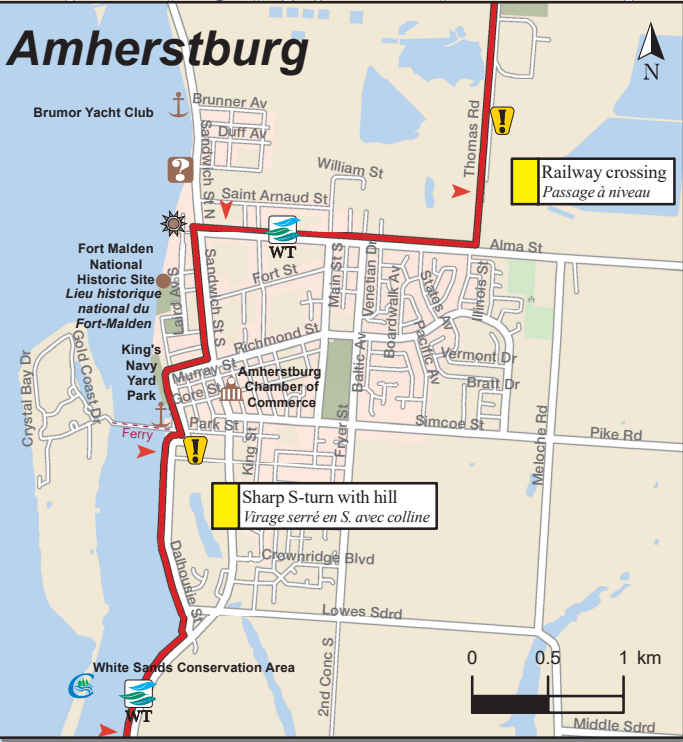 Amherstburg
N
Brumor Yacht Club
Brunner Av
Duff Av
Sandwich St N
Thomas Rd
!
?
William St
Railway crossing
Passage à niveau
Saint Arnaud St
WT
Alma St
Fort Malden
National
Historic Site
Lieu historique
national du
Fort-Malden
Laird Av S
Sandwich St S
Fort St
Main St S
Venetian Dr
Boardwalk Av
States Av
Illinois St
Pacific Av
Richmond St
Baltic Av
Vermont Dr
Bratt Dr
King's
Navy
Yard
Park
Murray St
Gore St
Amherstburg
Chamber of
Commerce
Crystal Bay Dr
Gold Coast Dr
Ferry
Park St
King St
Fryer St
Simcoe St
Meloche Rd
Pike Rd
!
Sharp S-turn with hill
Virage serré en S. avec colline
Dalhousie St
Crownridge Blvd
Lowes Sdrd
2nd Conc S
White Sands Conservation Area
WT
0 0.5 1 km
Middle Sdrd